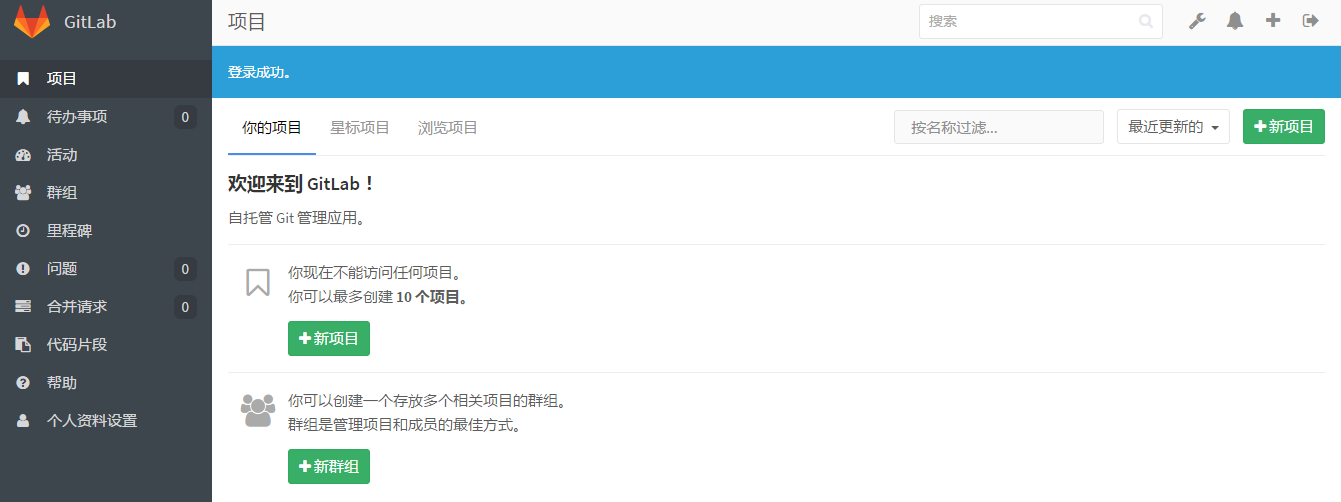 GitLab
项目
搜索
登录成功。
项目
待办事项 0
活动
群组
里程碑
问题 0
合并请求 0
代码片段
帮助
个人资料设置
你的项目 星标项目 浏览项目 按名称过滤... 最近更新的 新项目
欢迎来到 GitLab！
自托管 Git 管理应用。
你现在不能访问任何项目。
你可以最多创建 10 个项目。
新项目
你可以创建一个存放多个相关项目的群组。
群组是管理项目和成员的最佳方式。
新群组